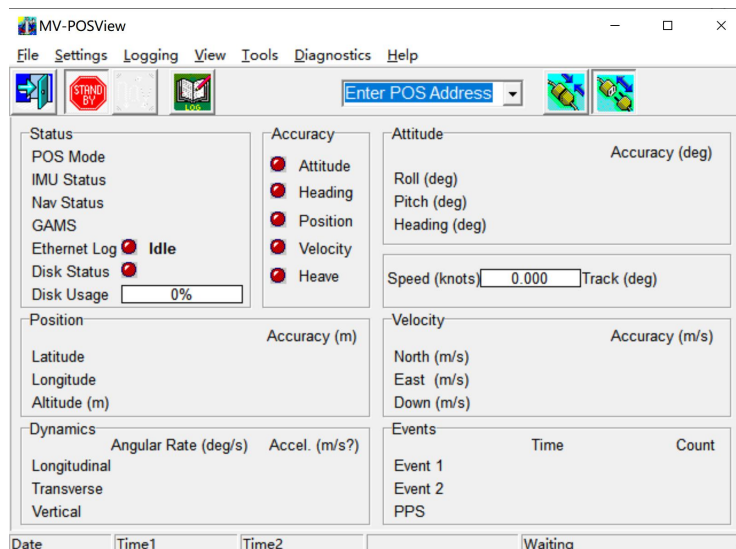 MV-POSView
File Settings Logging View Tools Diagnostics Help
STAND BY LOG Enter POS Address
Status
POS Mode
IMU Status
Nav Status
GAMS
Ethernet Log Idle
Disk Status
Disk Usage 0%
Accuracy
Attitude
Heading
Position
Velocity
Heave
Attitude
Accuracy (deg)
Roll (deg)
Pitch (deg)
Heading (deg)
Speed (knots) 0.000 Track (deg)
Position
Accuracy (m)
Latitude
Longitude
Altitude (m)
Velocity
Accuracy (m/s)
North (m/s)
East (m/s)
Down (m/s)
Dynamics
Angular Rate (deg/s) Accel. (m/s?)
Longitudinal
Transverse
Vertical
Events
Time Count
Event 1
Event 2
PPS
Date Time1 Time2 Waiting